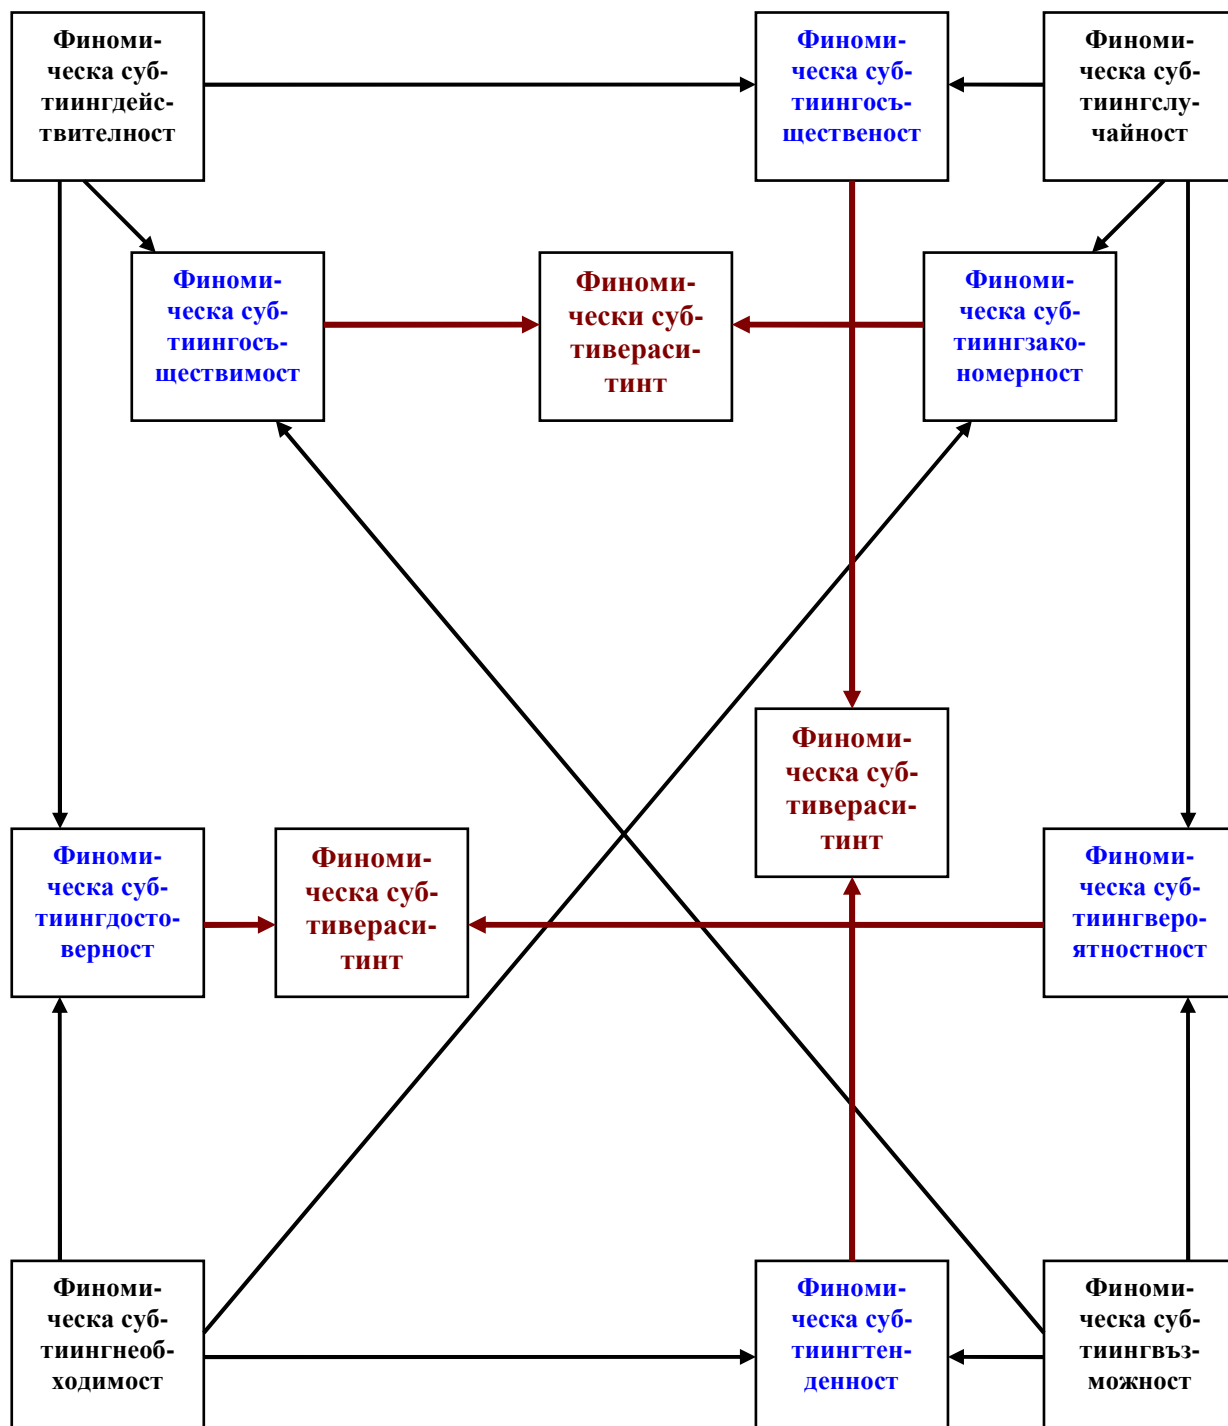 Финоми-
ческа суб-
тиингдейс-
твителност
Финоми-
ческа суб-
тиингосъ-
ществeност
Финоми-
ческа суб-
тиингслу-
чайност
Финоми-
ческа суб-
тиингосъ-
ществимост
Финоми-
чески суб-
тивераси-
тинт
Финоми-
ческа суб-
тиингзако-
номерност
Финоми-
ческа суб-
тивераси-
тинт
Финоми-
ческа суб-
тиингдосто-
верност
Финоми-
ческа суб-
тивераси-
тинт
Финоми-
ческа суб-
тиингверо-
ятностност
Финоми-
ческа суб-
тиингнеоб-
ходимост
Финоми-
ческа суб-
тиингтен-
денност
Финоми-
ческа суб-
тиингвъз-
можност